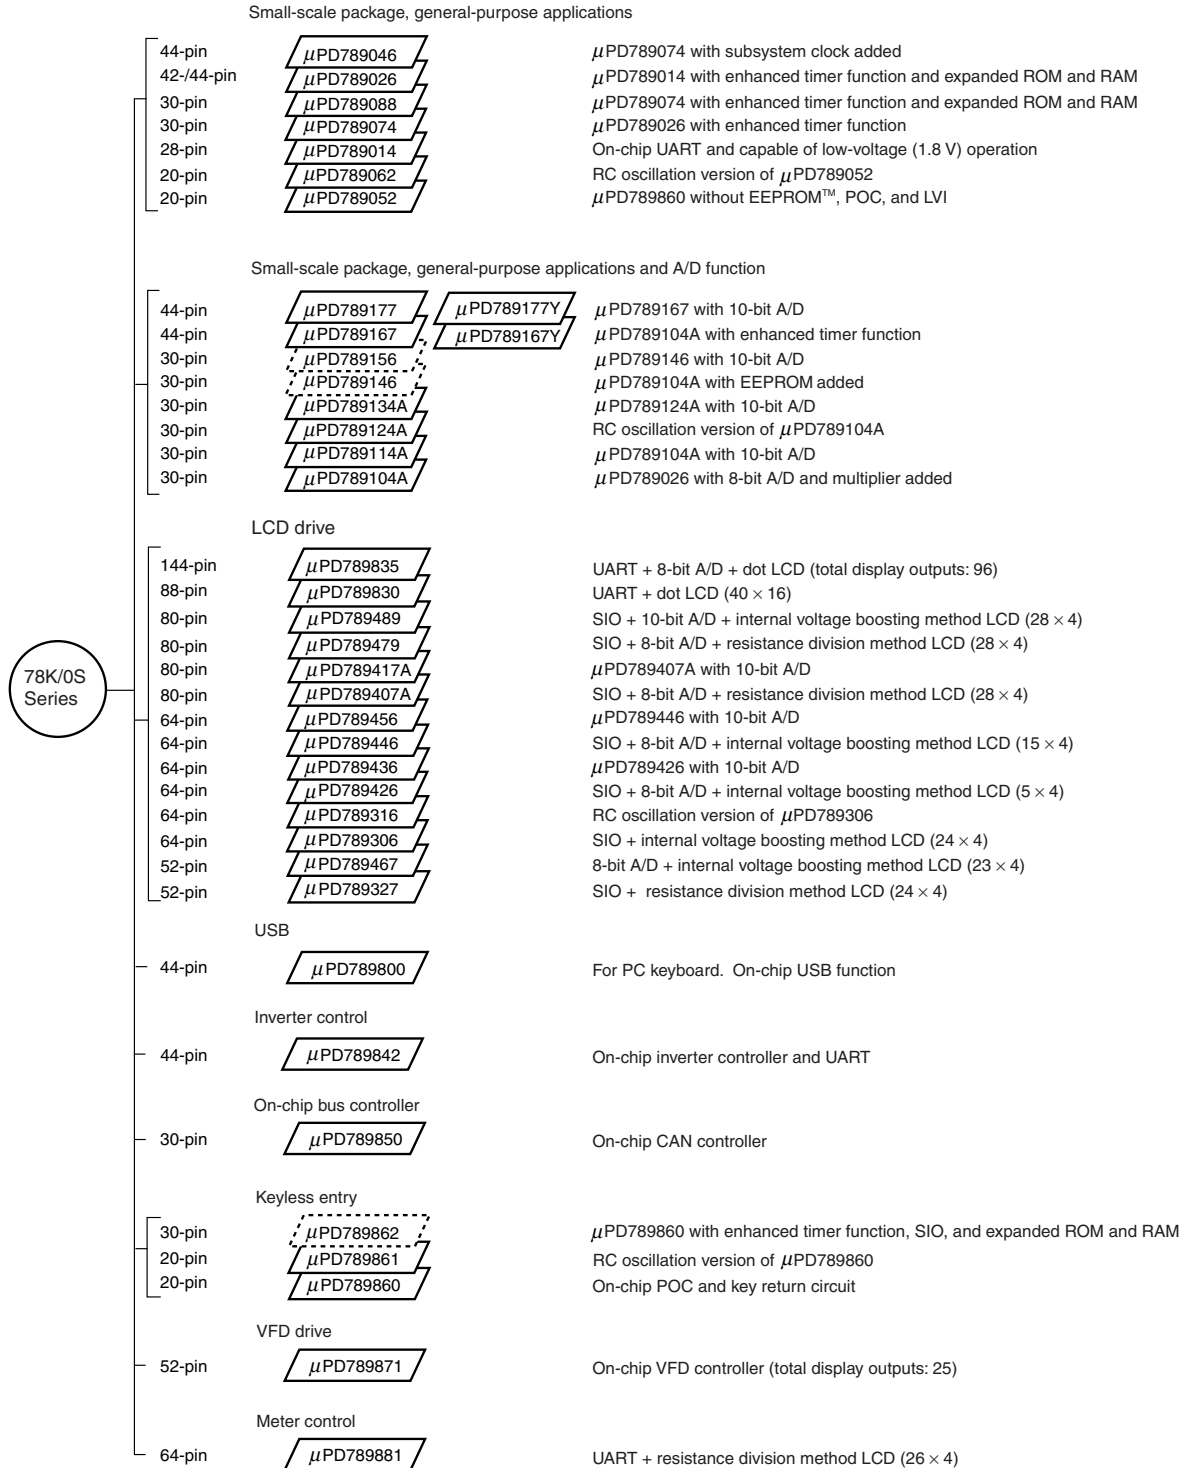 Small-scale package, general-purpose applications
44-pin μPD789046 μPD789074 with subsystem clock added
42-/44-pin μPD789026 μPD789014 with enhanced timer function and expanded ROM and RAM
30-pin μPD789088 μPD789074 with enhanced timer function and expanded ROM and RAM
30-pin μPD789074 μPD789026 with enhanced timer function
28-pin μPD789014 On-chip UART and capable of low-voltage (1.8 V) operation
20-pin μPD789062 RC oscillation version of μPD789052
20-pin μPD789052 μPD789860 without EEPROM™, POC, and LVI
Small-scale package, general-purpose applications and A/D function
44-pin μPD789177 μPD789177Y μPD789167 with 10-bit A/D
44-pin μPD789167 μPD789167Y μPD789104A with enhanced timer function
30-pin μPD789156 μPD789146 with 10-bit A/D
30-pin μPD789146 μPD789104A with EEPROM added
30-pin μPD789134A μPD789124A with 10-bit A/D
30-pin μPD789124A RC oscillation version of μPD789104A
30-pin μPD789114A μPD789104A with 10-bit A/D
30-pin μPD789104A μPD789026 with 8-bit A/D and multiplier added
LCD drive
144-pin μPD789835 UART + 8-bit A/D + dot LCD (total display outputs: 96)
88-pin μPD789830 UART + dot LCD (40 × 16)
80-pin μPD789489 SIO + 10-bit A/D + internal voltage boosting method LCD (28 × 4)
80-pin μPD789479 SIO + 8-bit A/D + resistance division method LCD (28 × 4)
80-pin μPD789417A μPD789407A with 10-bit A/D
80-pin μPD789407A SIO + 8-bit A/D + resistance division method LCD (28 × 4)
64-pin μPD789456 μPD789446 with 10-bit A/D
64-pin μPD789446 SIO + 8-bit A/D + internal voltage boosting method LCD (15 × 4)
64-pin μPD789436 μPD789426 with 10-bit A/D
64-pin μPD789426 SIO + 8-bit A/D + internal voltage boosting method LCD (5 × 4)
64-pin μPD789316 RC oscillation version of μPD789306
64-pin μPD789306 SIO + internal voltage boosting method LCD (24 × 4)
52-pin μPD789467 8-bit A/D + internal voltage boosting method LCD (23 × 4)
52-pin μPD789327 SIO + resistance division method LCD (24 × 4)
78K/0S
Series
USB
44-pin μPD789800 For PC keyboard. On-chip USB function
Inverter control
44-pin μPD789842 On-chip inverter controller and UART
On-chip bus controller
30-pin μPD789850 On-chip CAN controller
Keyless entry
30-pin μPD789862 μPD789860 with enhanced timer function, SIO, and expanded ROM and RAM
20-pin μPD789861 RC oscillation version of μPD789860
20-pin μPD789860 On-chip POC and key return circuit
VFD drive
52-pin μPD789871 On-chip VFD controller (total display outputs: 25)
Meter control
64-pin μPD789881 UART + resistance division method LCD (26 × 4)